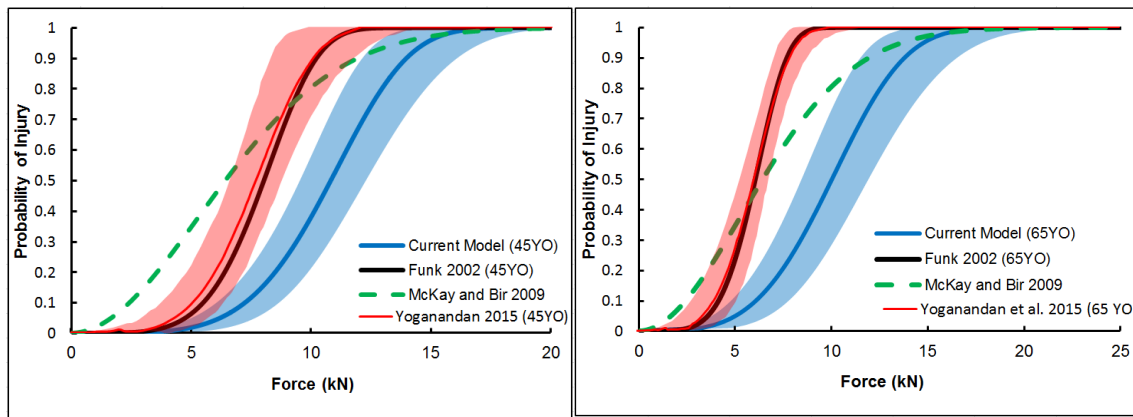 Probability of Injury
1
0.9
0.8
0.7
0.6
0.5
0.4
0.3
0.2
0.1
0
Current Model (45YO)
Funk 2002 (45YO)
McKay and Bir 2009
Yoganandan 2015 (45YO)
0 5 10 15 20
Force (kN)
Probability of Injury
1
0.9
0.8
0.7
0.6
0.5
0.4
0.3
0.2
0.1
0
Current Model (65YO)
Funk 2002 (65YO)
McKay and Bir 2009
Yoganandan et al. 2015 (65 YO)
0 5 10 15 20 25
Force (kN)